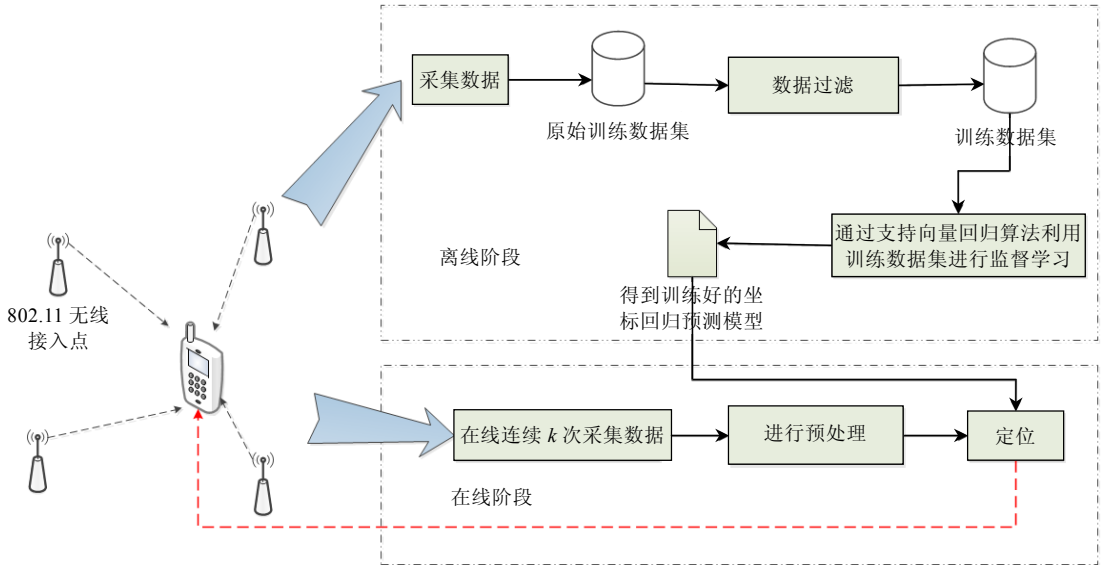 采集数据
原始训练数据集
数据过滤
训练数据集
通过支持向量回归算法利用
训练数据集进行监督学习
离线阶段
得到训练好的坐
标回归预测模型
802.11 无线
接入点
在线连续 k 次采集数据
进行预处理
定位
在线阶段